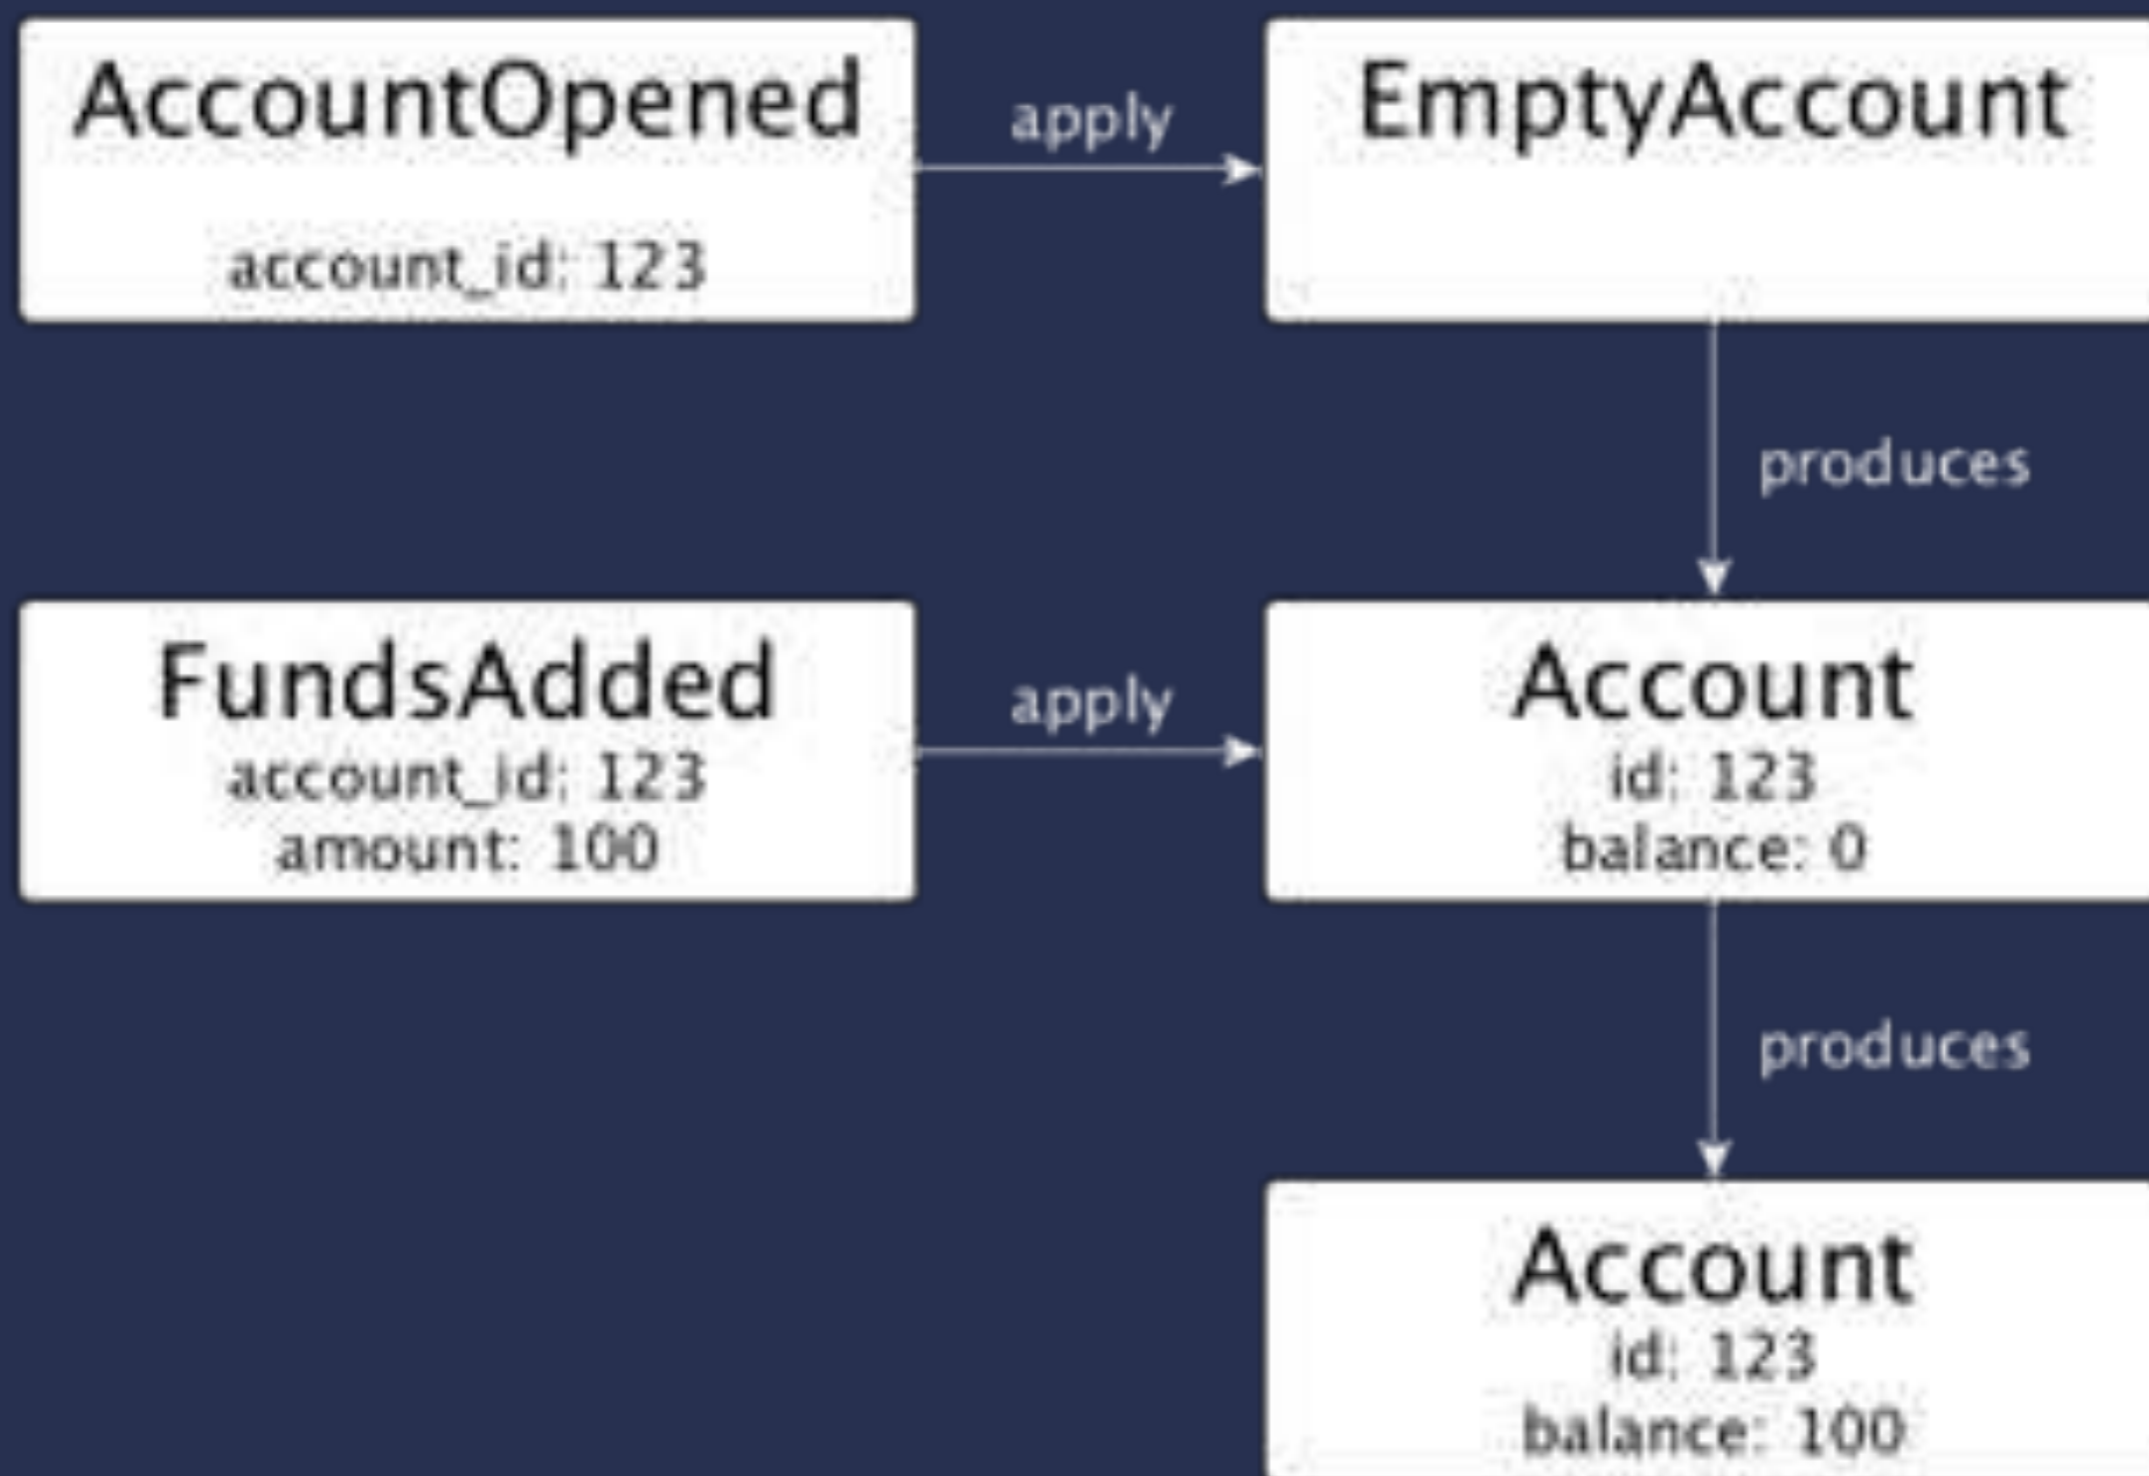 AccountOpened
account_id: 123
apply
EmptyAccount
produces
FundsAdded
account_id: 123
amount: 100
apply
Account
id: 123
balance: 0
produces
Account
id: 123
balance: 100